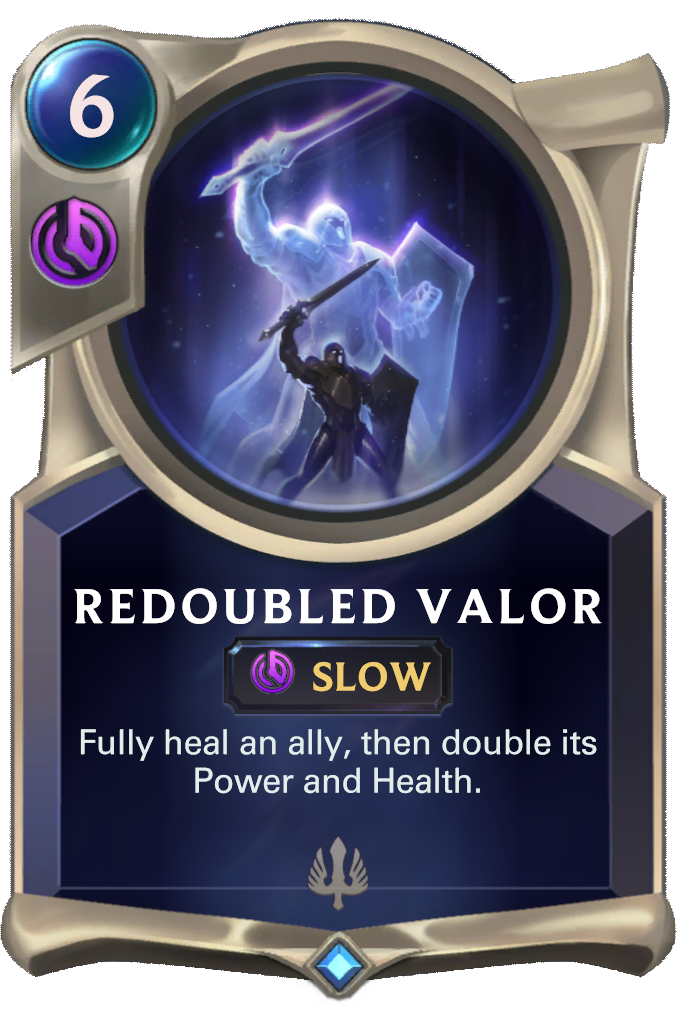 6
REDOUBLED VALOR
SLOW
Fully heal an ally, then double its
Power and Health.